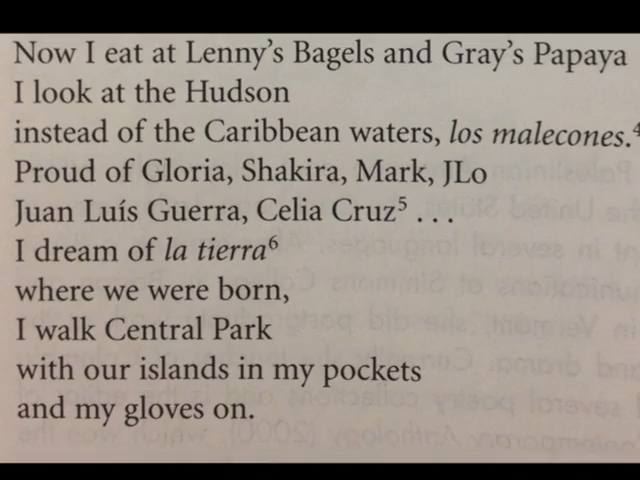 Now I eat at Lenny’s Bagels and Gray’s Papaya
I look at the Hudson
instead of the Caribbean waters, los malecones.⁴
Proud of Gloria, Shakira, Mark, JLo
Juan Luís Guerra, Celia Cruz⁵ . . .
I dream of la tierra⁶
where we were born,
I walk Central Park
with our islands in my pockets
and my gloves on.